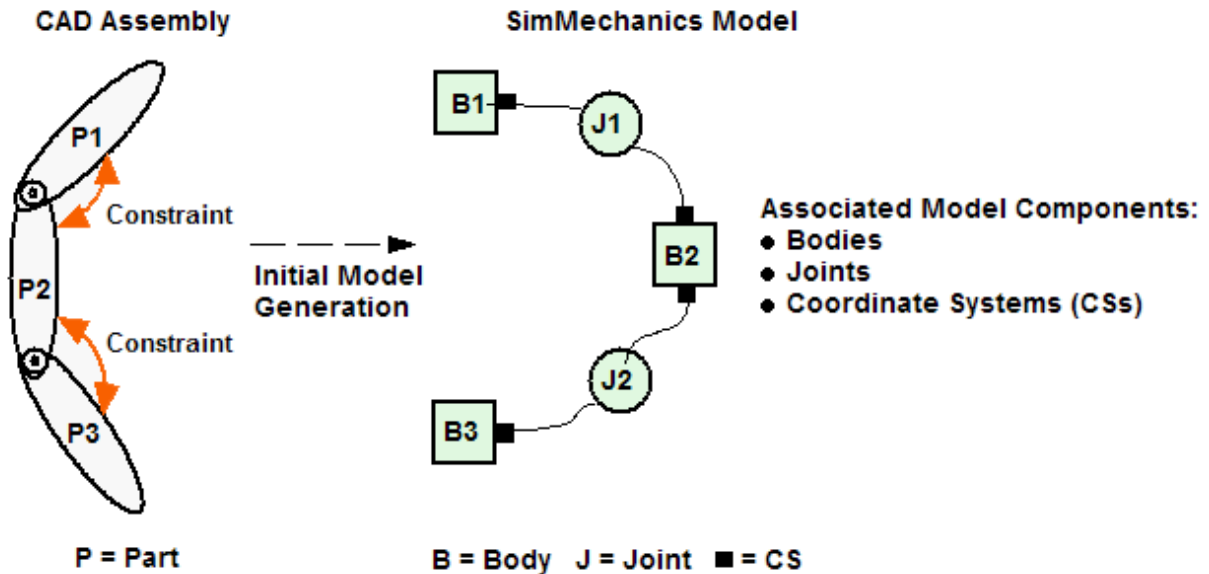 CAD Assembly
SimMechanics Model
P1
Constraint
P2
Constraint
P3
Initial Model
Generation
B1
J1
B2
J2
B3
Associated Model Components:
● Bodies
● Joints
● Coordinate Systems (CSs)
P = Part
B = Body J = Joint ■ = CS